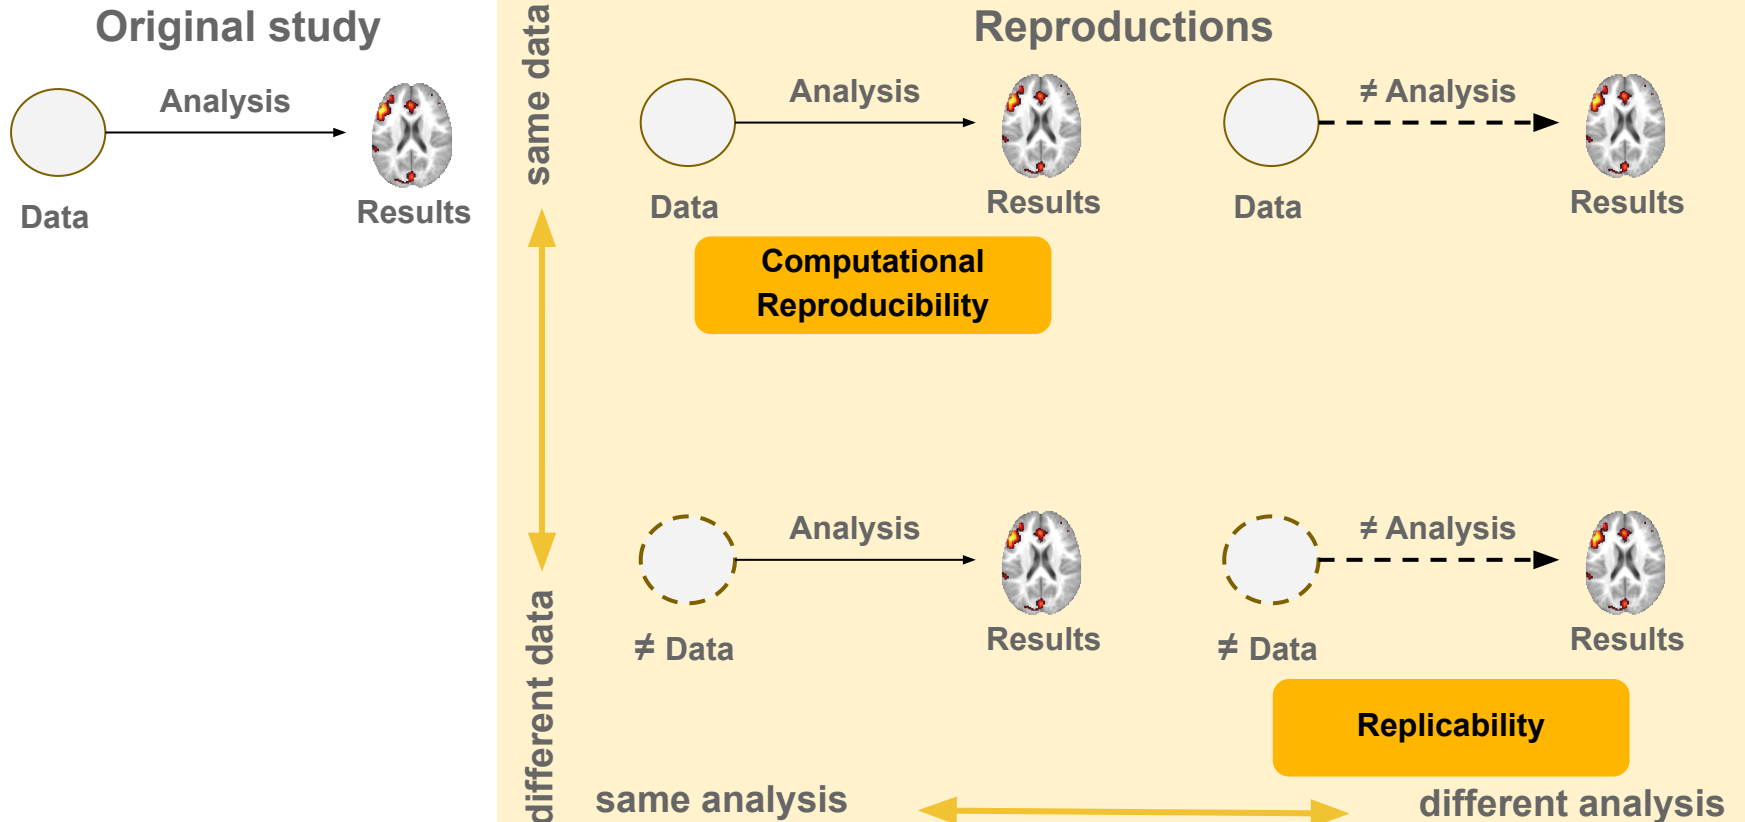 Original study
Analysis
Data
Results
Reproductions
same data
different data
Analysis
Data
Results
Computational
Reproducibility
≠ Analysis
Data
Results
Analysis
≠ Data
Results
≠ Analysis
≠ Data
Results
Replicability
same analysis
different analysis